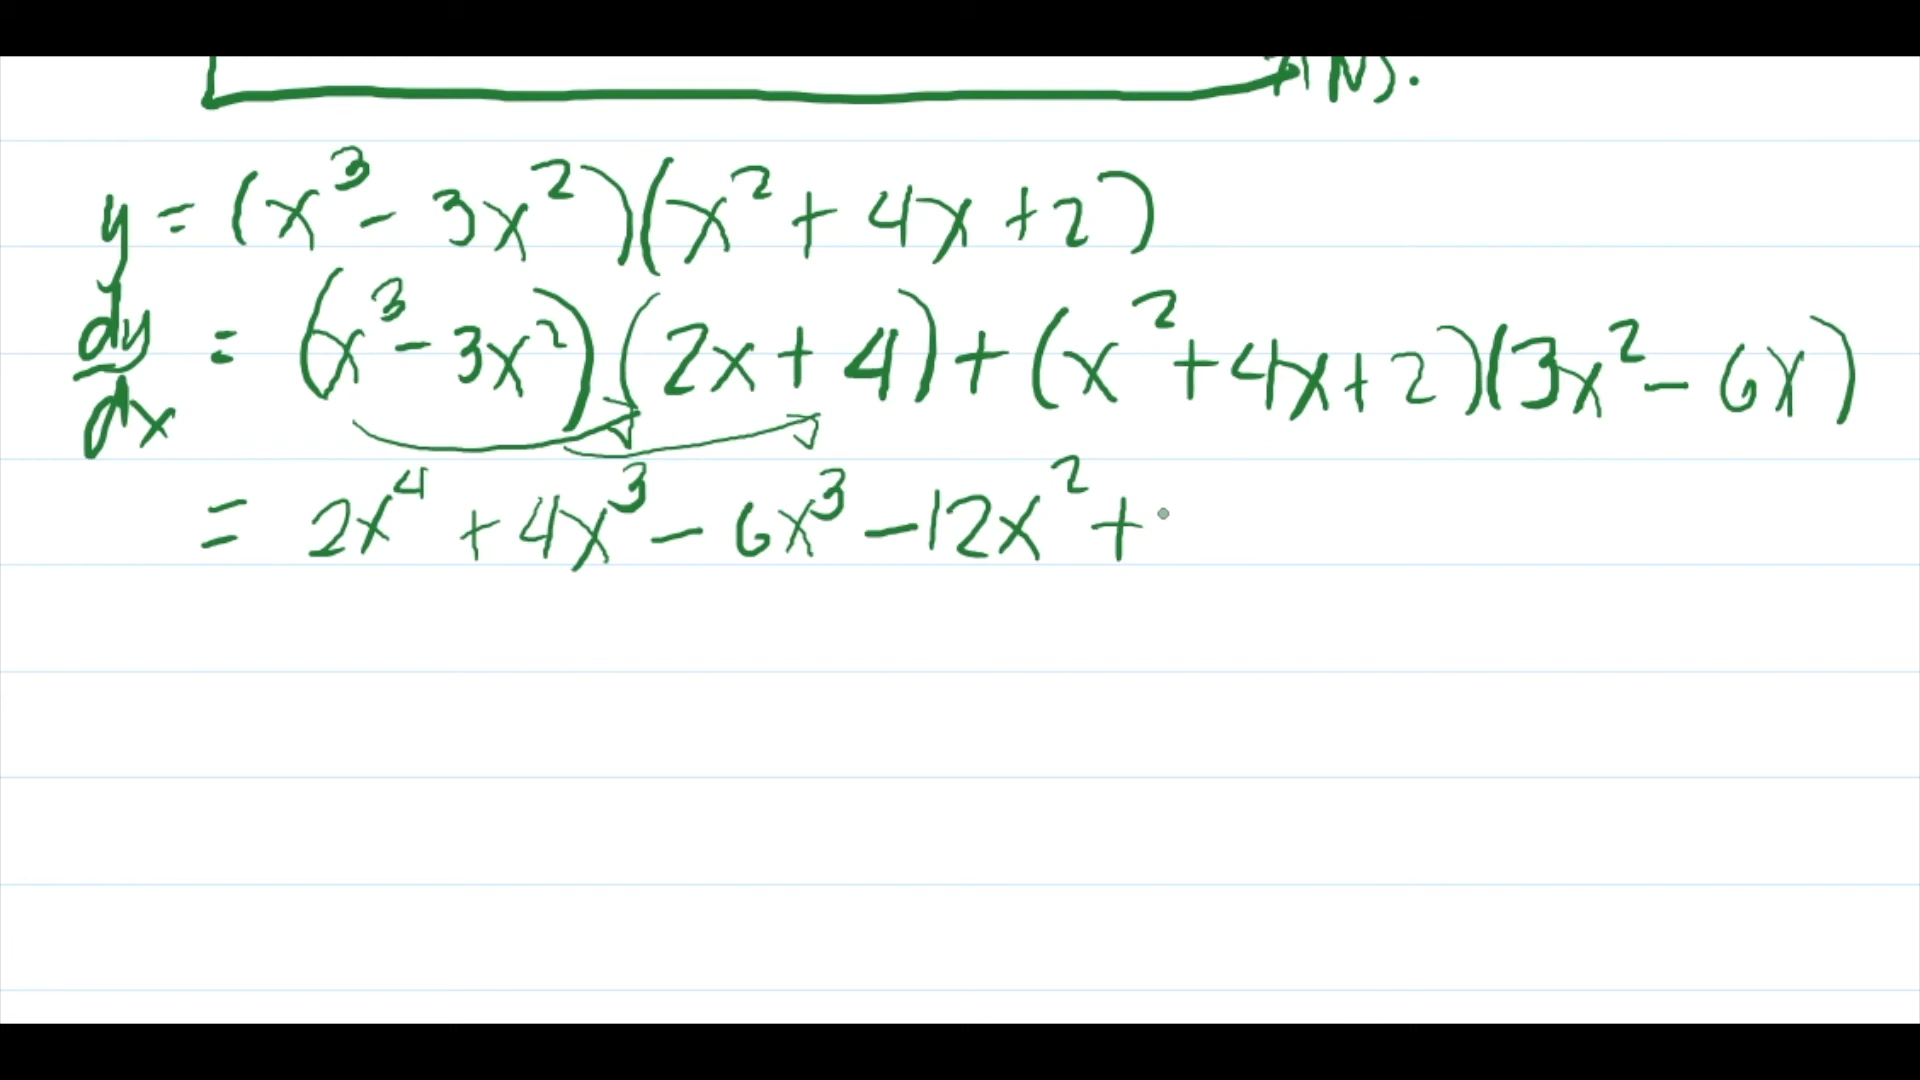 ANS.
y = (x³ - 3x²)(x² + 4x + 2)
dy/dx = (x³ - 3x²)(2x + 4) + (x² + 4x + 2)(3x² - 6x)
= 2x⁴ + 4x³ - 6x³ - 12x² +